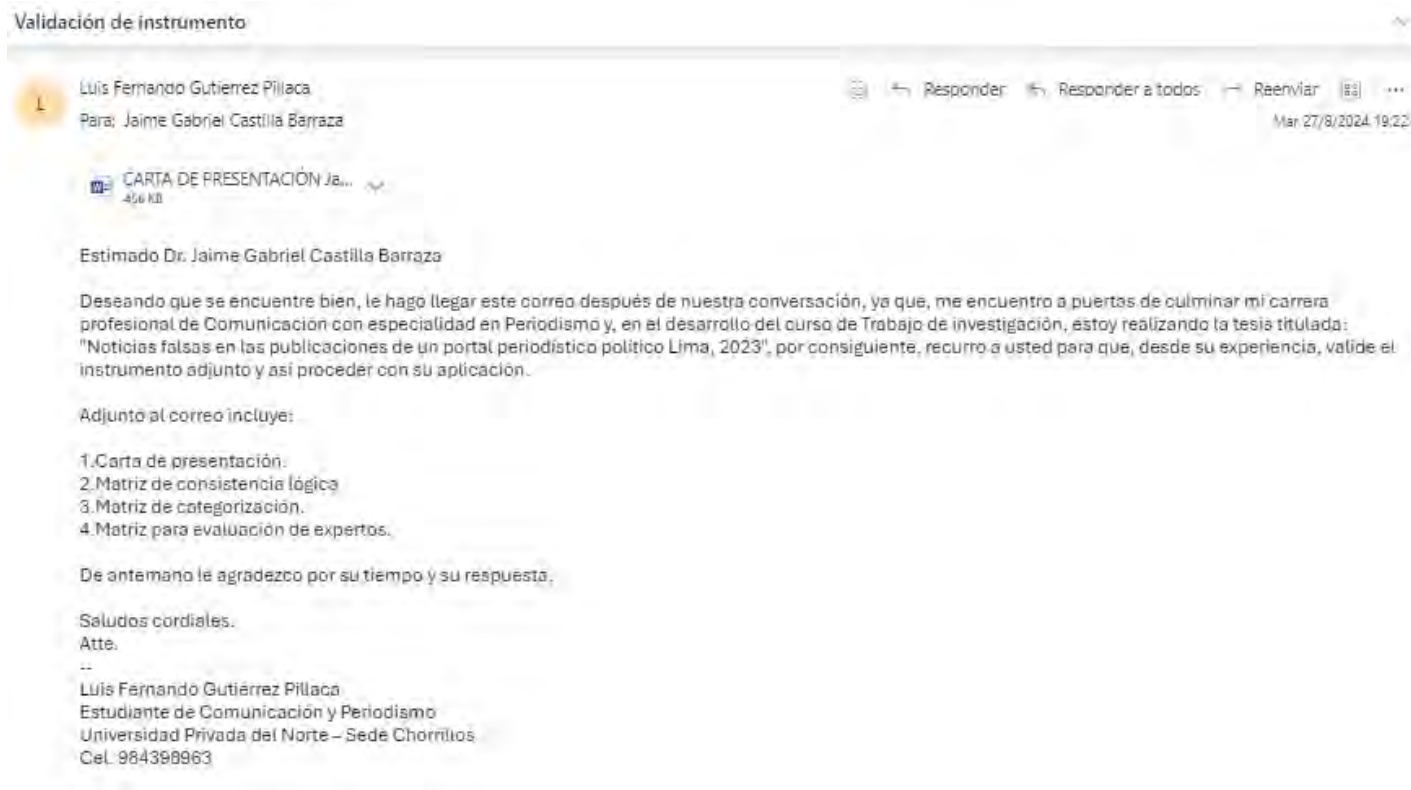 Validación de instrumento
L
Luis Fernando Gutierrez Pillaca
Responder Responder a todos Reenviar
Para: Jaime Gabriel Castilla Barraza
Mar 27/8/2024 19:22
CARTA DE PRESENTACIÓN Ja...
456 KB
Estimado Dr. Jaime Gabriel Castilla Barraza
Deseando que se encuentre bien, le hago llegar este correo después de nuestra conversación, ya que, me encuentro a puertas de culminar mi carrera
profesional de Comunicación con especialidad en Periodismo y, en el desarrollo del curso de Trabajo de investigación, estoy realizando la tesis titulada:
"Noticias falsas en las publicaciones de un portal periodístico político Lima, 2023", por consiguiente, recurro a usted para que, desde su experiencia, valide el
instrumento adjunto y así proceder con su aplicación.
Adjunto al correo incluye:
1.Carta de presentación.
2.Matriz de consistencia lógica
3.Matriz de categorización.
4.Matriz para evaluación de expertos.
De antemano le agradezco por su tiempo y su respuesta.
Saludos cordiales.
Atte.
--
Luis Fernando Gutierrez Pillaca
Estudiante de Comunicación y Periodismo
Universidad Privada del Norte – Sede Chorrillos
Cel. 984398963